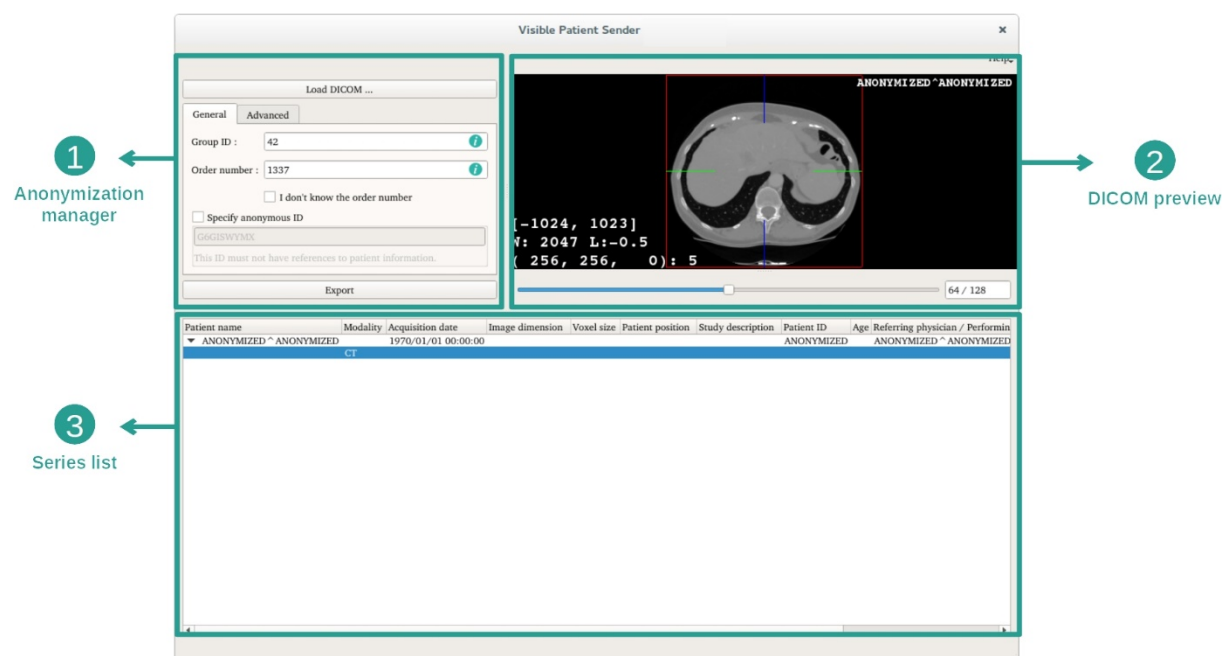 Visible Patient Sender
Help
Load DICOM ...
General Advanced
Group ID : 42
Order number : 1337
I don't know the order number
Specify anonymous ID
G6GISWYMX
This ID must not have references to patient information.
Export
1
Anonymization
manager
ANONYMIZED^ANONYMIZED
[-1024, 1023]
W: 2047 L:-0.5
( 256, 256, 0): 5
64 / 128
2
DICOM preview
Patient name Modality Acquisition date Image dimension Voxel size Patient position Study description Patient ID Age Referring physician / Performin
ANONYMIZED ^ ANONYMIZED 1970/01/01 00:00:00 ANONYMIZED ANONYMIZED ^ ANONYMIZED
CT
3
Series list